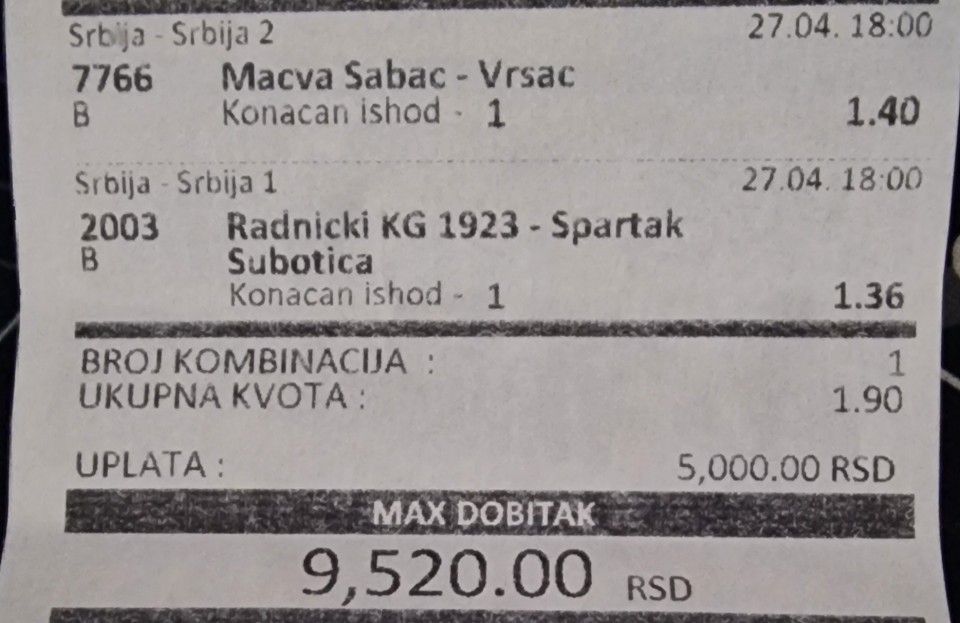 Srbija - Srbija 2 27.04. 18:00
7766 Macva Sabac - Vrsac
B Konacan ishod - 1 1.40
Srbija - Srbija 1 27.04. 18:00
2003 Radnicki KG 1923 - Spartak
B Subotica
Konacan ishod - 1 1.36
BROJ KOMBINACIJA : 1
UKUPNA KVOTA : 1.90
UPLATA : 5,000.00 RSD
MAX DOBITAK
9,520.00 RSD